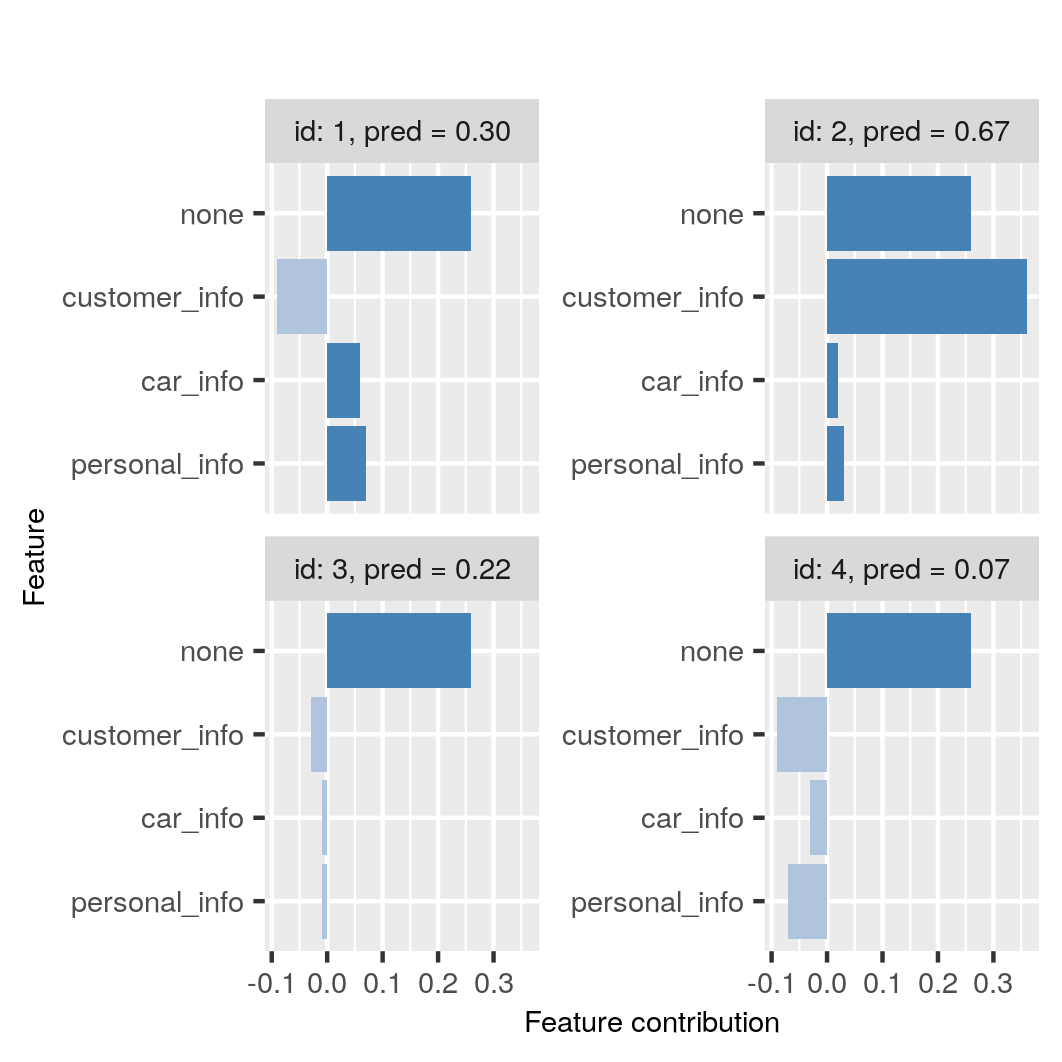 id: 1, pred = 0.30
none
customer_info
car_info
personal_info
id: 2, pred = 0.67
none
customer_info
car_info
personal_info
Feature
id: 3, pred = 0.22
none
customer_info
car_info
personal_info
-0.1 0.0 0.1 0.2 0.3
id: 4, pred = 0.07
none
customer_info
car_info
personal_info
-0.1 0.0 0.1 0.2 0.3
Feature contribution